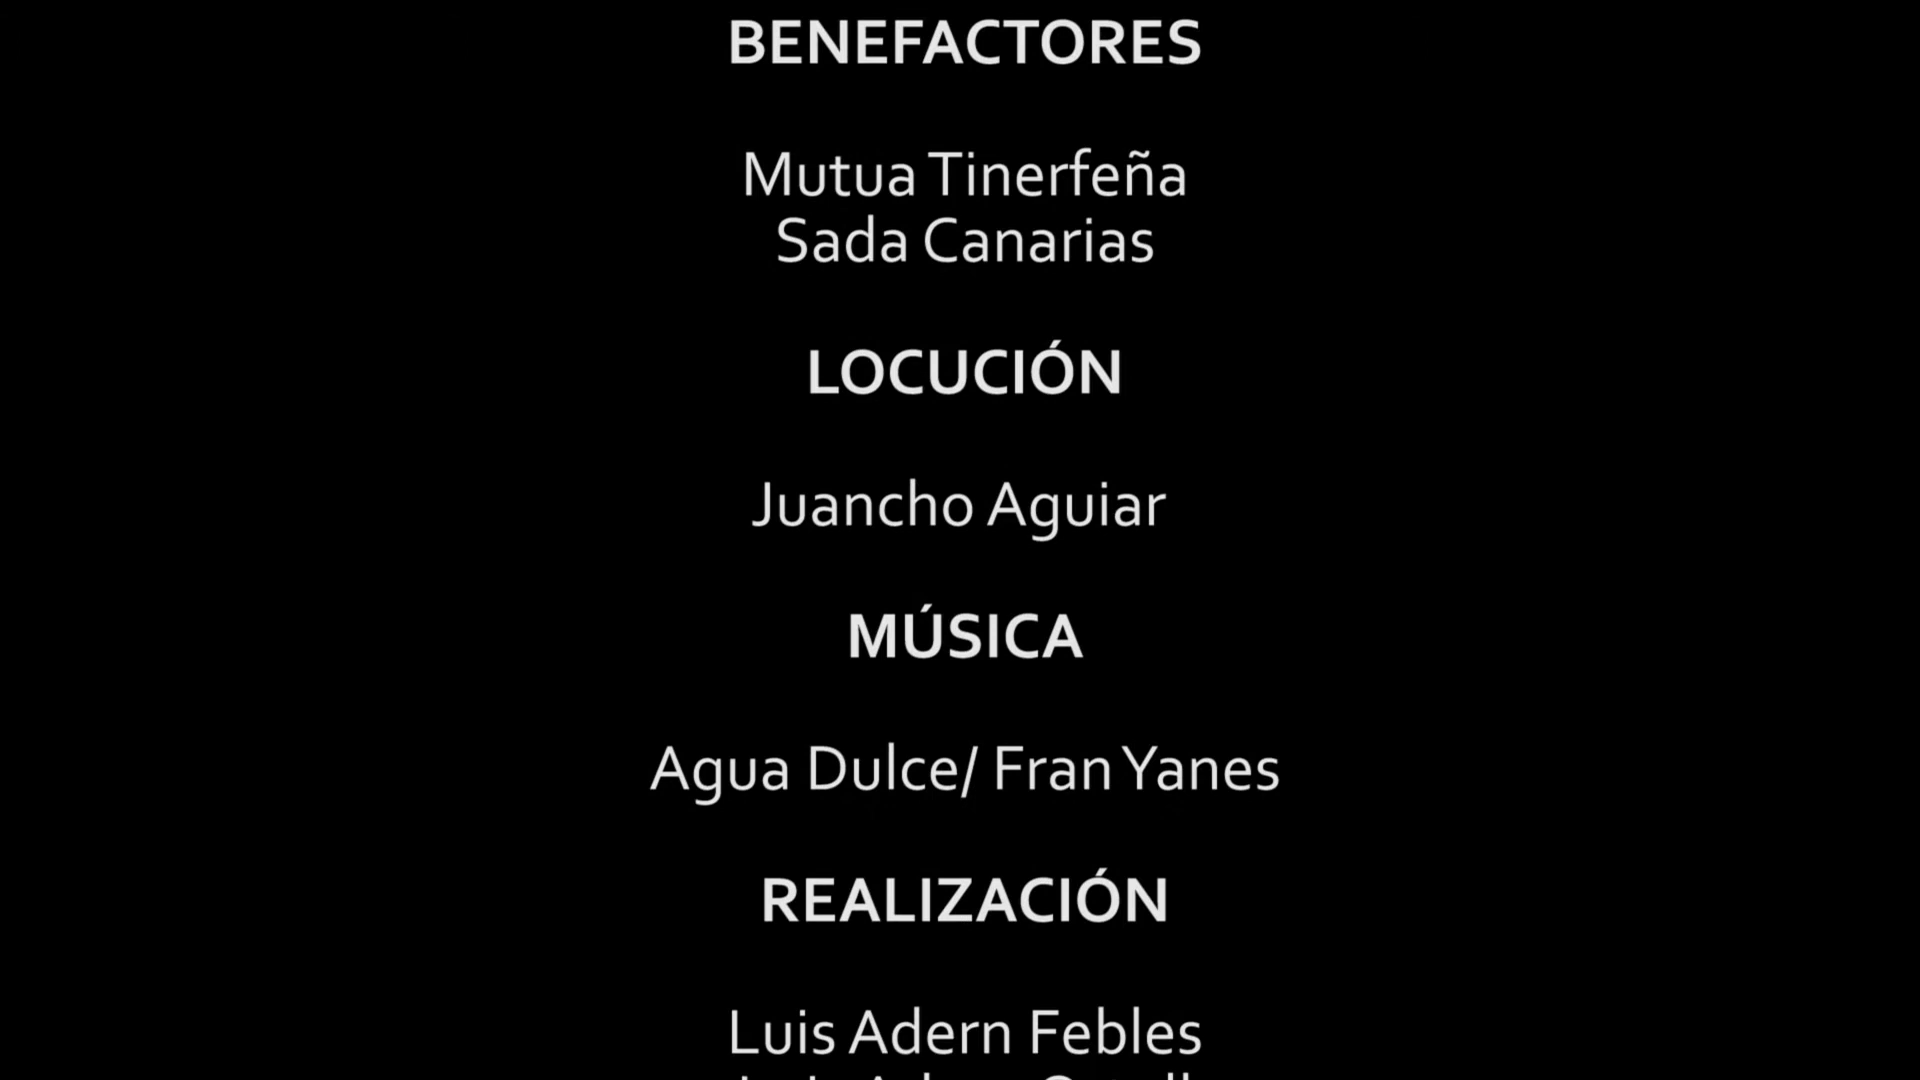 BENEFACTORES
Mutua Tinerfeña
Sada Canarias
LOCUCIÓN
Juancho Aguiar
MÚSICA
Agua Dulce/ Fran Yanes
REALIZACIÓN
Luis Adern Febles